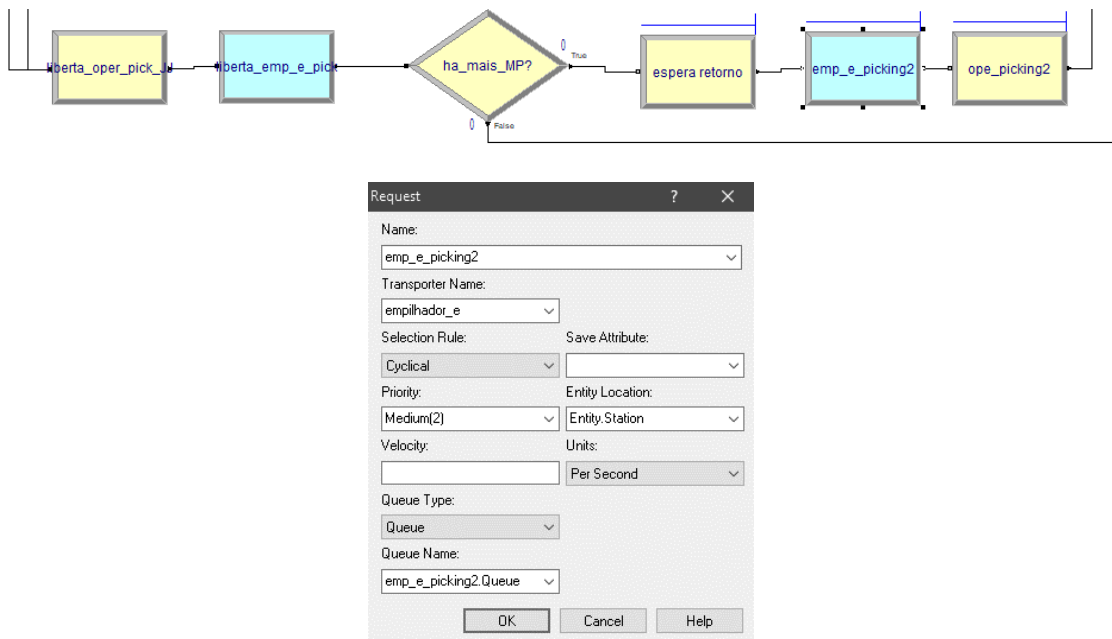 liberta_oper_pick_JJ
liberta_emp_e_pick
ha_mais_MP?
0
True
0
False
espera retorno
emp_e_picking2
ope_picking2
Request ? ×
Name:
emp_e_picking2
Transporter Name:
empilhador_e
Selection Rule: Save Attribute:
Cyclical
Priority: Entity Location:
Medium(2) Entity.Station
Velocity: Units:
Per Second
Queue Type:
Queue
Queue Name:
emp_e_picking2.Queue
OK Cancel Help